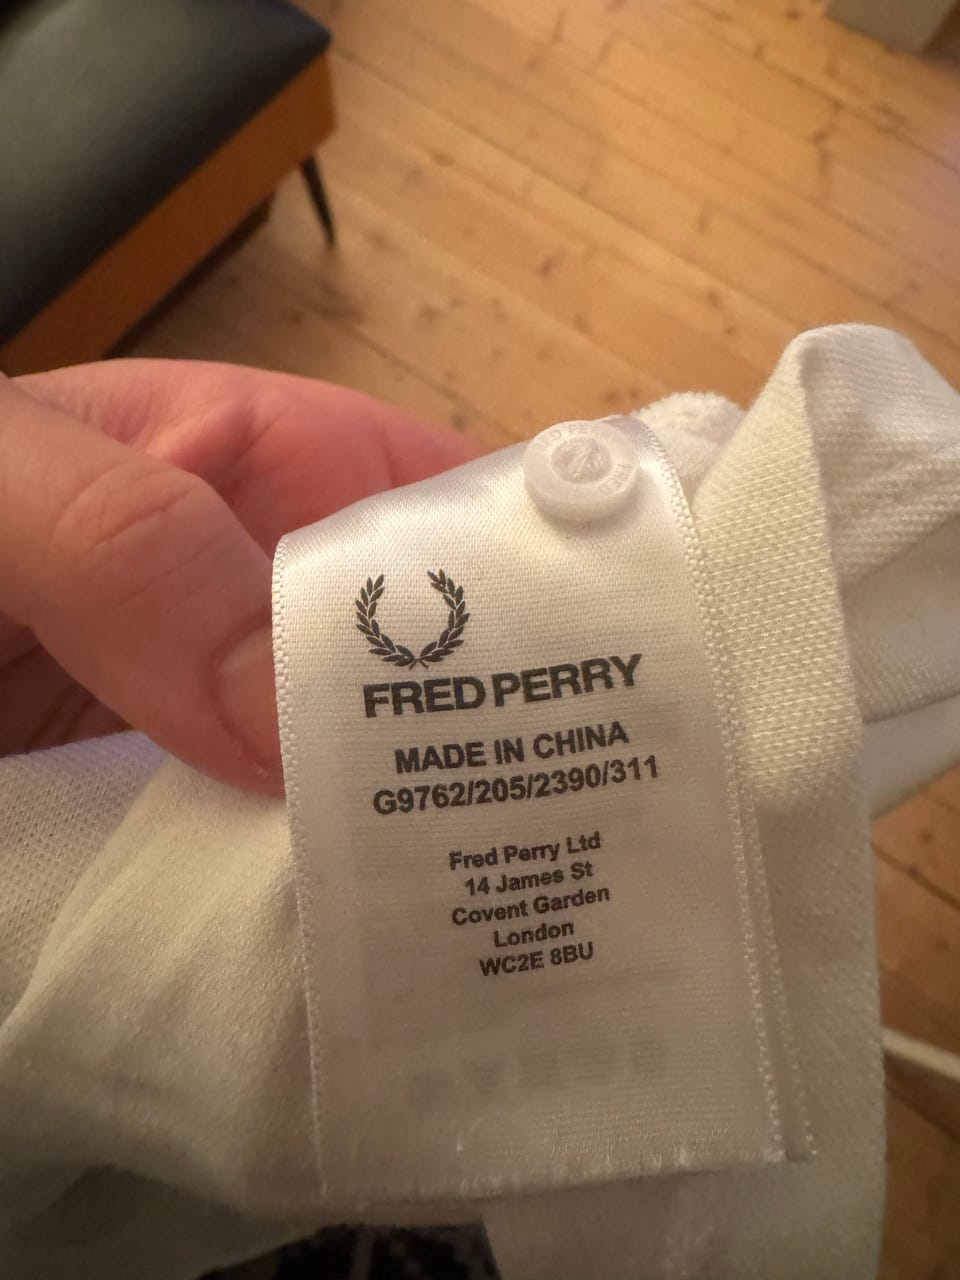 FRED PERRY
MADE IN CHINA
G9762/205/2390/311
Fred Perry Ltd
14 James St
Covent Garden
London
WC2E 8BU